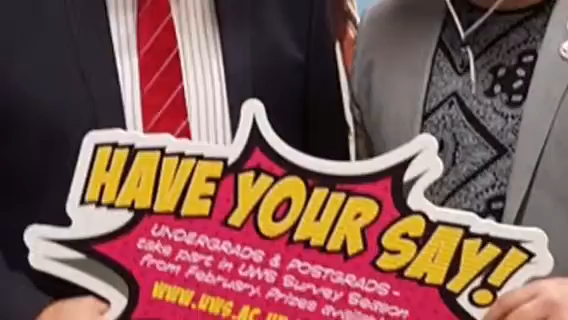 HAVE YOUR SAY!
UNDERGRADS & POSTGRADS -
take part in UWS Survey Season
from February. Prizes
www.uws.ac.